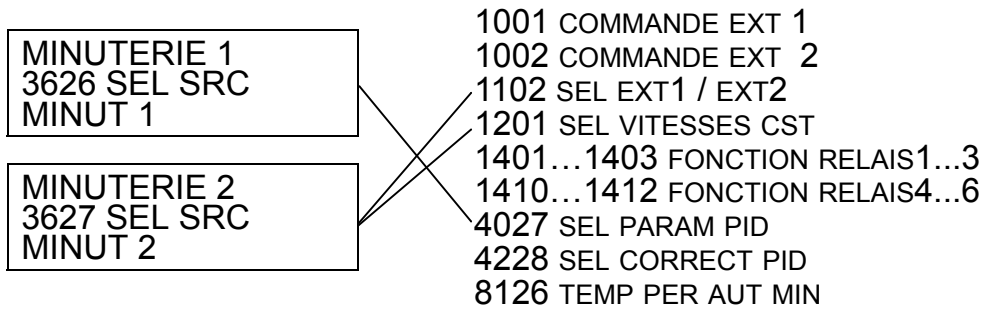 MINUTERIE 1
3626 SEL SRC
MINUT 1
MINUTERIE 2
3627 SEL SRC
MINUT 2
1001 COMMANDE EXT 1
1002 COMMANDE EXT 2
1102 SEL EXT1 / EXT2
1201 SEL VITESSES CST
1401…1403 FONCTION RELAIS1...3
1410…1412 FONCTION RELAIS4...6
4027 SEL PARAM PID
4228 SEL CORRECT PID
8126 TEMP PER AUT MIN